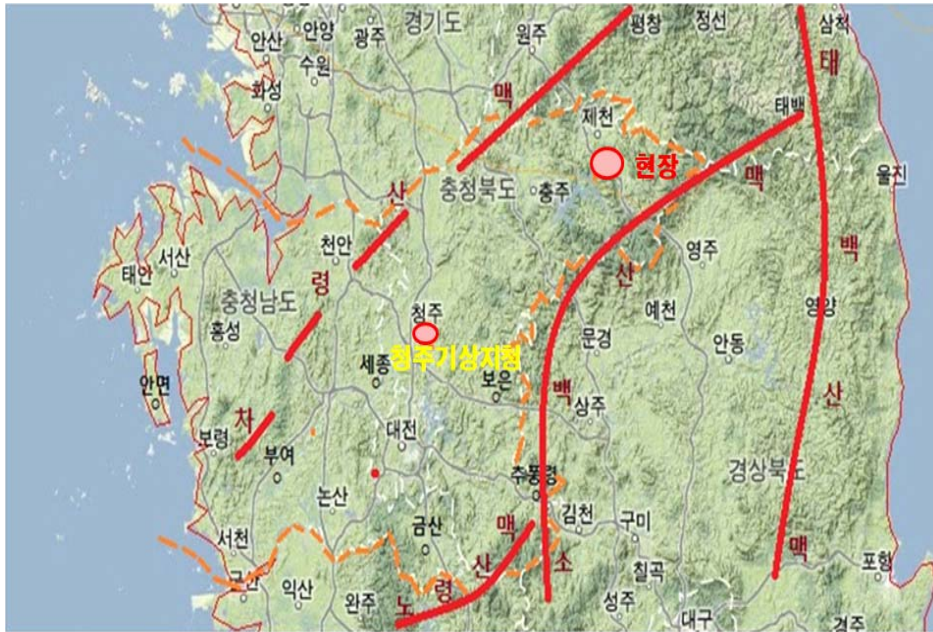 경기도
안양
안산
광주
원주
평창
정선
삼척
수원
화성
맥
태
태백
제천
현장
충청북도
충주
산
맥
울진
천안
서산
태안
령
충청남도
홍성
청주
청주기상지청
세종
보은
산
영주
예천
문경
안동
백
영양
안면
보령
차
부여
대전
백
상주
산
경상북도
논산
추풍령
김천
구미
금산
맥
산
령
노
소
맥
서천
군산
익산
완주
칠곡
성주
대구
포항
경주